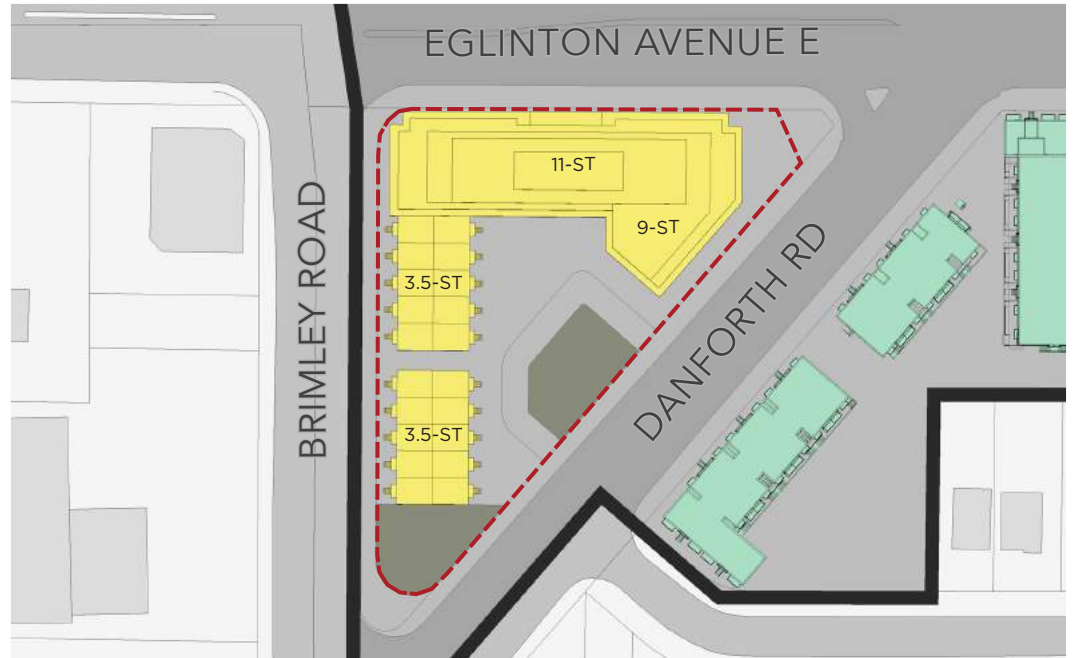 EGLINTON AVENUE E
11-ST
9-ST
BRIMLEY ROAD
3.5-ST
DANFORTH RD
3.5-ST